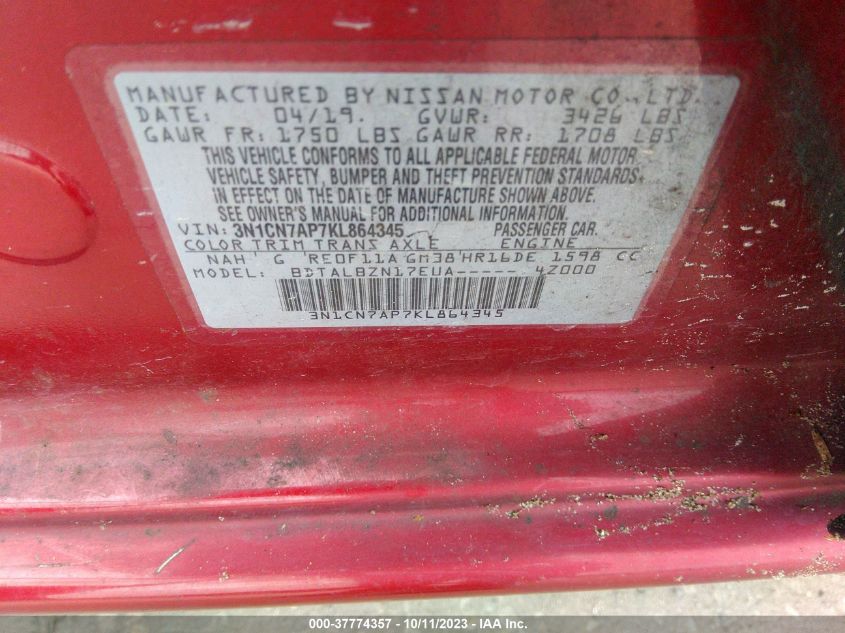 MANUFACTURED BY NISSAN MOTOR CO., LTD.
DATE: 04/19. GVWR: 3426 LBS
GAWR FR: 1750 LBS GAWR RR: 1708 LBS
THIS VEHICLE CONFORMS TO ALL APPLICABLE FEDERAL MOTOR
VEHICLE SAFETY, BUMPER AND THEFT PREVENTION STANDARDS
IN EFFECT ON THE DATE OF MANUFACTURE SHOWN ABOVE.
SEE OWNER'S MANUAL FOR ADDITIONAL INFORMATION.
VIN: 3N1CN7AP7KL864345 PASSENGER CAR.
COLOR TRIM TRANS AXLE ENGINE
NAH G RE0F11A GM38 HR16DE 1598 CC
MODEL: BDTALBZN17EUA----- 4Z000
3N1CN7AP7KL864345
000-37774357 - 10/11/2023 - IAA Inc.